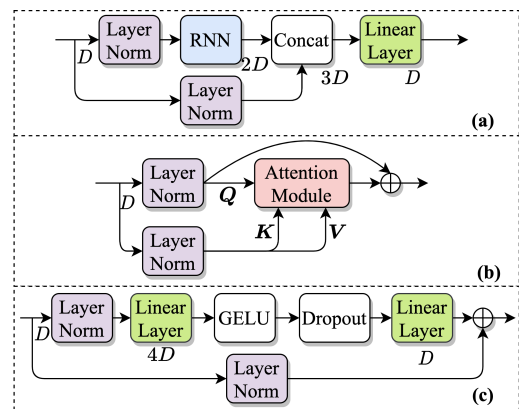 Layer
Norm
RNN
Concat
Linear
Layer
D
2D
3D
D
Layer
Norm
(a)
Layer
Norm
Attention
Module
D
Q
K
V
Layer
Norm
(b)
Layer
Norm
Linear
Layer
GELU
Dropout
Linear
Layer
D
4D
D
Layer
Norm
(c)